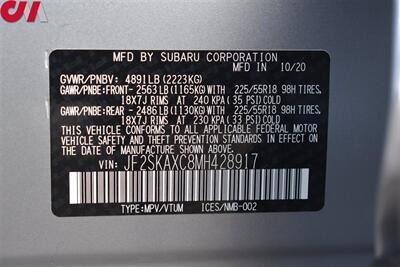 MFD BY SUBARU CORPORATION
GVWR/PNBV: 4891LB (2223KG) MFD IN 10/20
GAWR/PNBE:FRONT- 2563LB (1165KG)WITH 225/55R18 98H TIRES,
18X7J RIMS AT 240 KPA (35 PSI) COLD
GAWR/PNBE:REAR - 2486LB (1130KG)WITH 225/55R18 98H TIRES,
18X7J RIMS AT 230 KPA (33 PSI) COLD
THIS VEHICLE CONFORMS TO ALL APPLICABLE FEDERAL MOTOR
VEHICLE SAFETY AND THEFT PREVENTION STANDARDS IN
EFFECT ON THE DATE OF MANUFACTURE SHOWN ABOVE.
VIN: JF2SKAXC8MH428917
TYPE:MPV/VTUM ICES/NMB-002